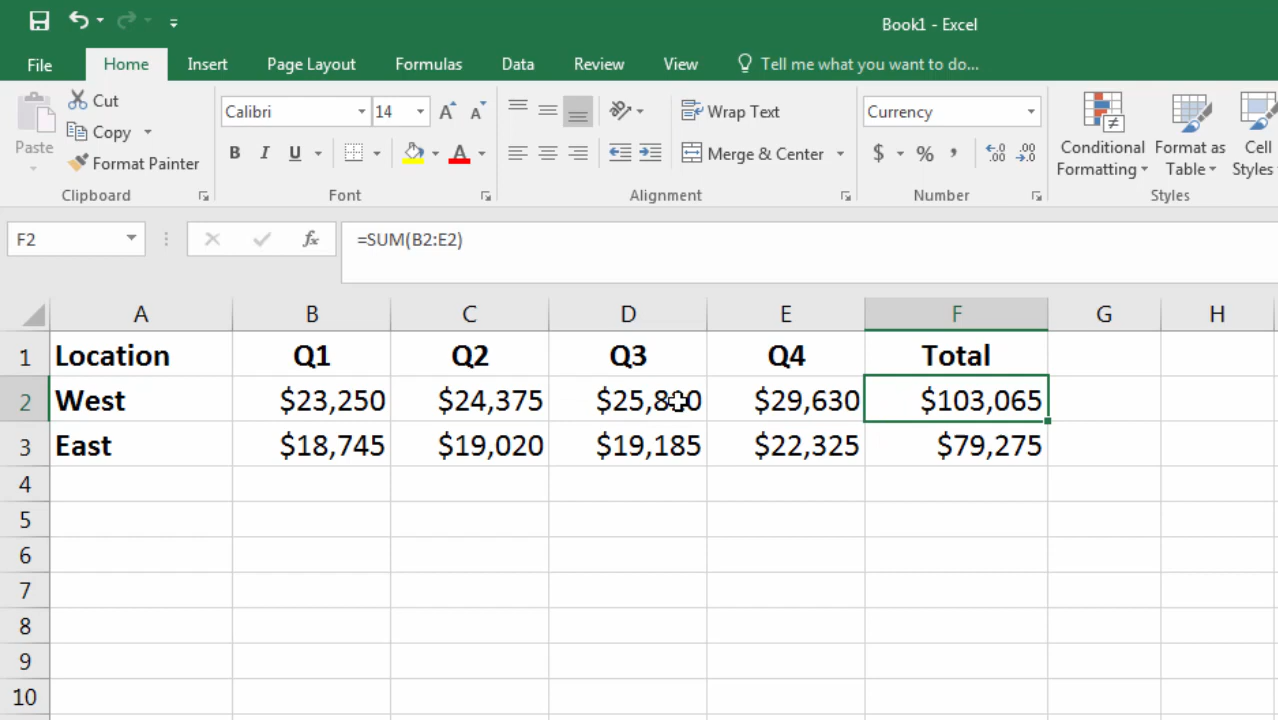 Book1 - Excel
File Home Insert Page Layout Formulas Data Review View Tell me what you want to do...
Cut
Copy
Format Painter
Paste
Clipboard
Calibri 14
B I U A
Font
Wrap Text
Merge & Center
Alignment
Currency
$ % ,
Number
Conditional Formatting
Format as Table
Cell Styles
Styles
F2 fx =SUM(B2:E2)
A B C D E F G H
1 Location Q1 Q2 Q3 Q4 Total
2 West $23,250 $24,375 $29,630 $103,065
3 East $18,745 $19,020 $19,185 $22,325 $79,275
4
5
6
7
8
9
10